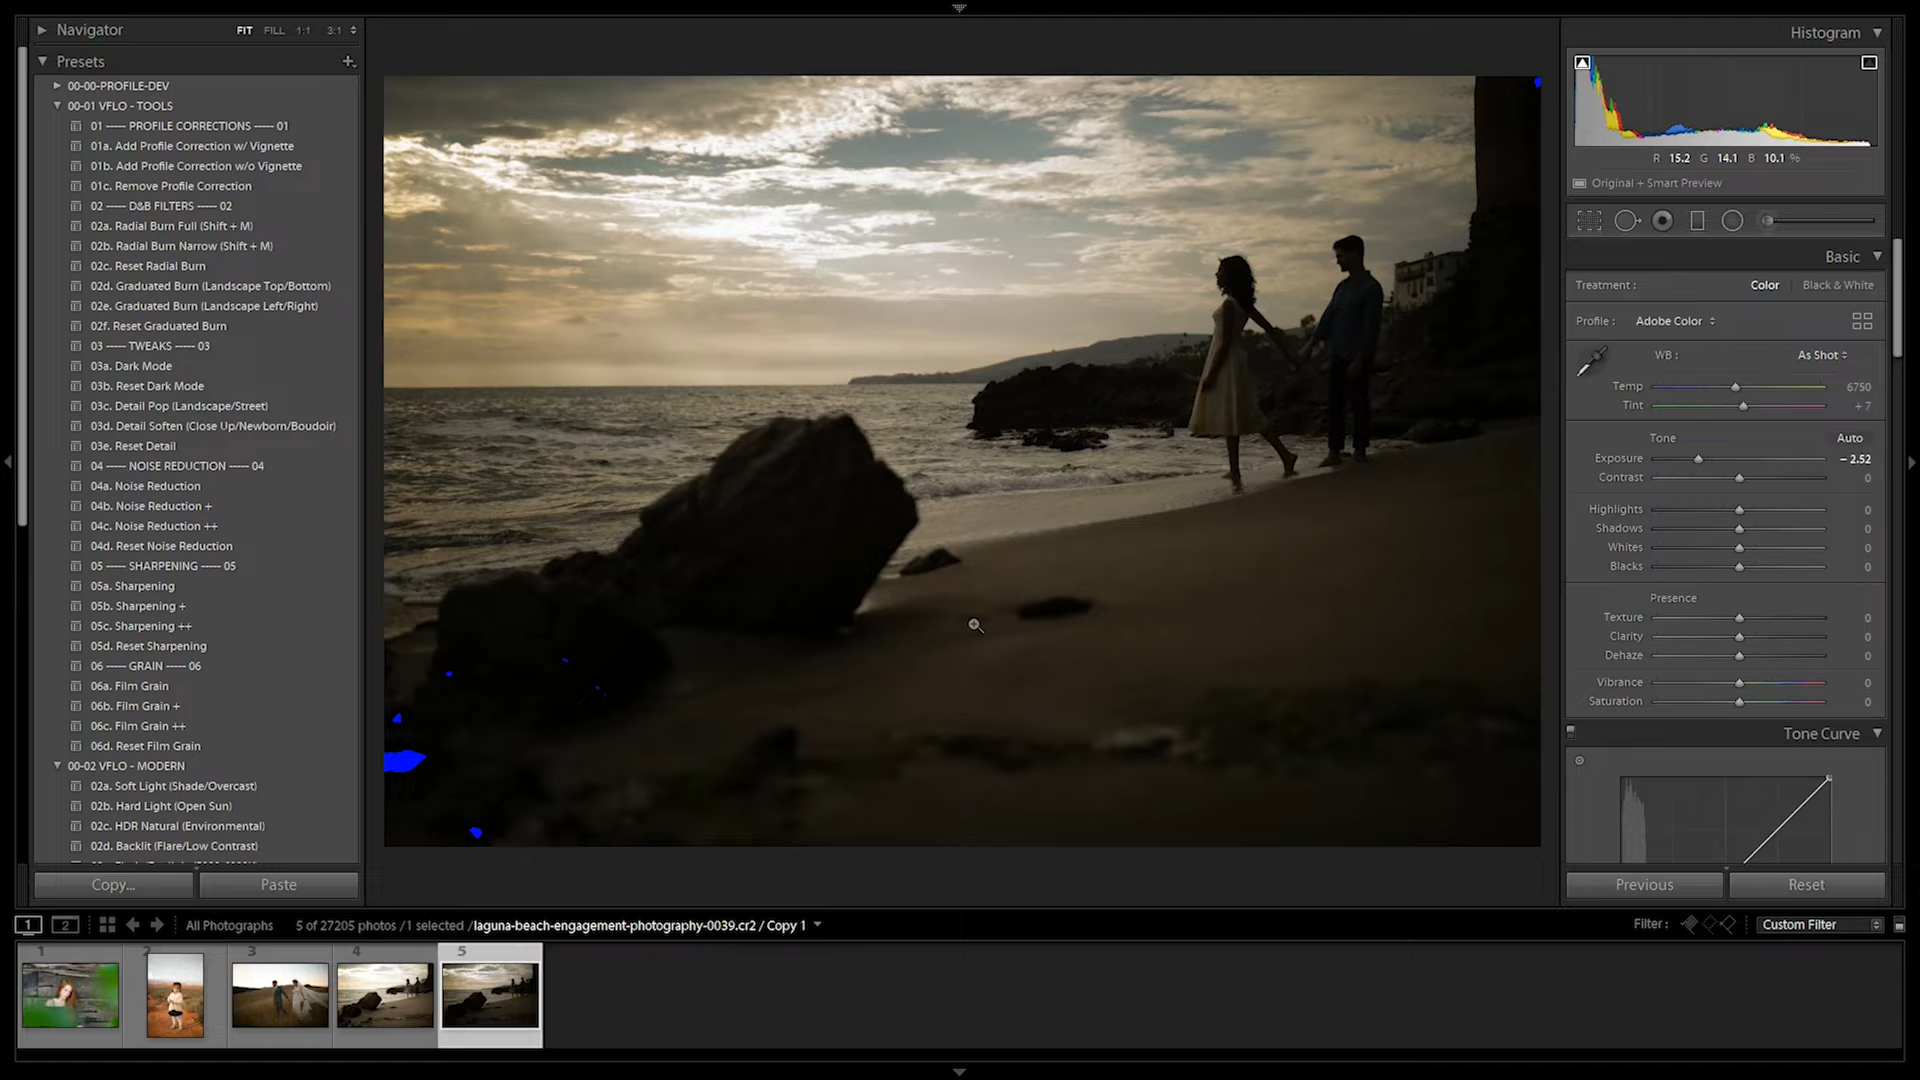 Navigator
FIT FILL 1:1 3:1
Presets
00-00-PROFILE-DEV
00-01 VFLO - TOOLS
01 ----- PROFILE CORRECTIONS ----- 01
01a. Add Profile Correction w/ Vignette
01b. Add Profile Correction w/o Vignette
01c. Remove Profile Correction
02 ----- D&B FILTERS ----- 02
02a. Radial Burn Full (Shift + M)
02b. Radial Burn Narrow (Shift + M)
02c. Reset Radial Burn
02d. Graduated Burn (Landscape Top/Bottom)
02e. Graduated Burn (Landscape Left/Right)
02f. Reset Graduated Burn
03 ----- TWEAKS ----- 03
03a. Dark Mode
03b. Reset Dark Mode
03c. Detail Pop (Landscape/Street)
03d. Detail Soften (Close Up/Newborn/Boudoir)
03e. Reset Detail
04 ----- NOISE REDUCTION ----- 04
04a. Noise Reduction
04b. Noise Reduction +
04c. Noise Reduction ++
04d. Reset Noise Reduction
05 ----- SHARPENING ----- 05
05a. Sharpening
05b. Sharpening +
05c. Sharpening ++
05d. Reset Sharpening
06 ----- GRAIN ----- 06
06a. Film Grain
06b. Film Grain +
06c. Film Grain ++
06d. Reset Film Grain
00-02 VFLO - MODERN
02a. Soft Light (Shade/Overcast)
02b. Hard Light (Open Sun)
02c. HDR Natural (Environmental)
02d. Backlit (Flare/Low Contrast)
Copy... Paste
Histogram
R 15.2 G 14.1 B 10.1 %
Original + Smart Preview
Basic
Treatment : Color Black & White
Profile : Adobe Color
WB : As Shot
Temp 6750
Tint + 7
Tone Auto
Exposure – 2.52
Contrast 0
Highlights 0
Shadows 0
Whites 0
Blacks 0
Presence
Texture 0
Clarity 0
Dehaze 0
Vibrance 0
Saturation 0
Tone Curve
Previous Reset
1 2 All Photographs 5 of 27205 photos / 1 selected / laguna-beach-engagement-photography-0039.cr2 / Copy 1 Filter : Custom Filter
1 2 3 4 5